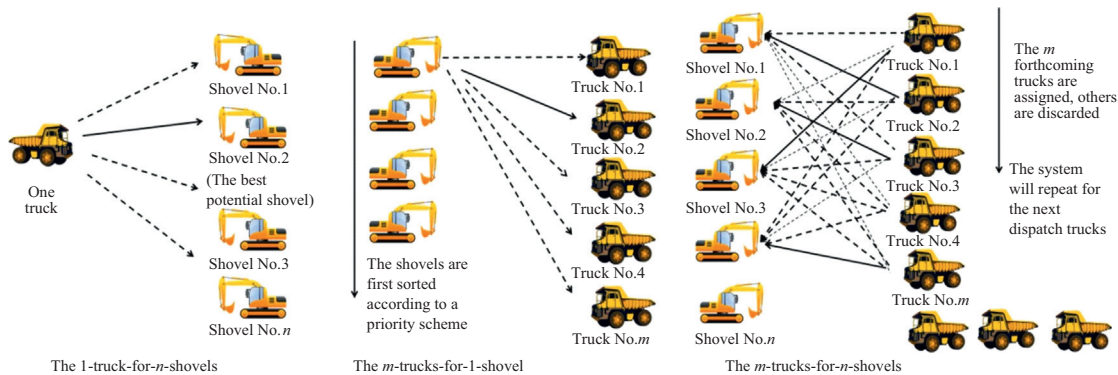 Shovel No.1
Shovel No.2
(The best
potential shovel)
Shovel No.3
Shovel No.n
One
truck
The 1-truck-for-n-shovels
The shovels are
first sorted
according to a
priority scheme
Truck No.1
Truck No.2
Truck No.3
Truck No.4
Truck No.m
The m-trucks-for-1-shovel
Shovel No.1
Shovel No.2
Shovel No.3
Shovel No.4
Shovel No.n
Truck No.1
Truck No.2
Truck No.3
Truck No.4
Truck No.m
The m
forthcoming
trucks are
assigned, others
are discarded
The system
will repeat for
the next
dispatch trucks
The m-trucks-for-n-shovels